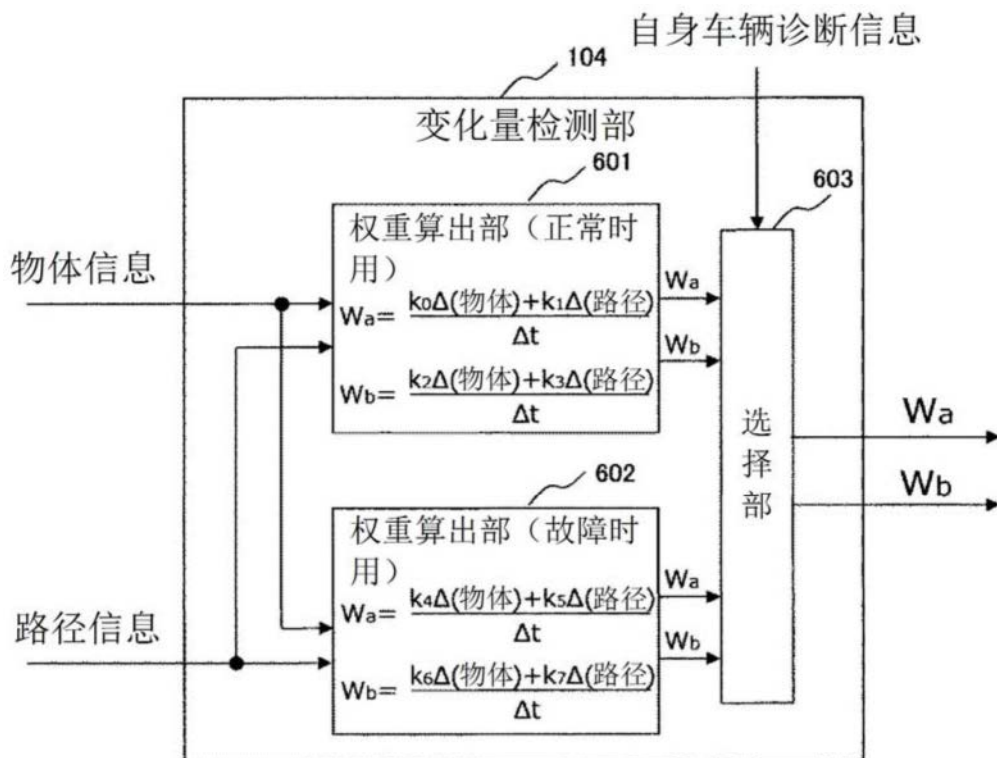 自身车辆诊断信息
104
变化量检测部
601
603
权重算出部（正常时
用）
物体信息
Wa= k₀Δ(物体)+k₁Δ(路径)
Δt
Wb= k₂Δ(物体)+k₃Δ(路径)
Δt
Wa
Wb
选择部
Wa
Wb
602
权重算出部（故障时
用）
路径信息
Wa= k₄Δ(物体)+k₅Δ(路径)
Δt
Wb= k₆Δ(物体)+k₇Δ(路径)
Δt
Wa
Wb